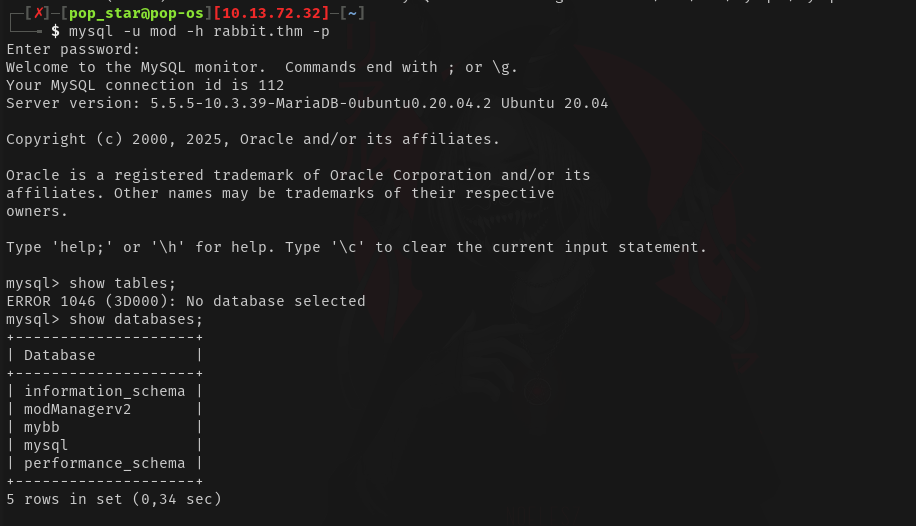 ┌─[✗]─[pop_star@pop-os][10.13.72.32]─[~]
└──╼ $ mysql -u mod -h rabbit.thm -p
Enter password:
Welcome to the MySQL monitor.  Commands end with ; or \g.
Your MySQL connection id is 112
Server version: 5.5.5-10.3.39-MariaDB-0ubuntu0.20.04.2 Ubuntu 20.04

Copyright (c) 2000, 2025, Oracle and/or its affiliates.

Oracle is a registered trademark of Oracle Corporation and/or its
affiliates. Other names may be trademarks of their respective
owners.

Type 'help;' or '\h' for help. Type '\c' to clear the current input statement.

mysql> show tables;
ERROR 1046 (3D000): No database selected
mysql> show databases;
+--------------------+
| Database           |
+--------------------+
| information_schema |
| modManagerv2       |
| mybb               |
| mysql              |
| performance_schema |
+--------------------+
5 rows in set (0,34 sec)